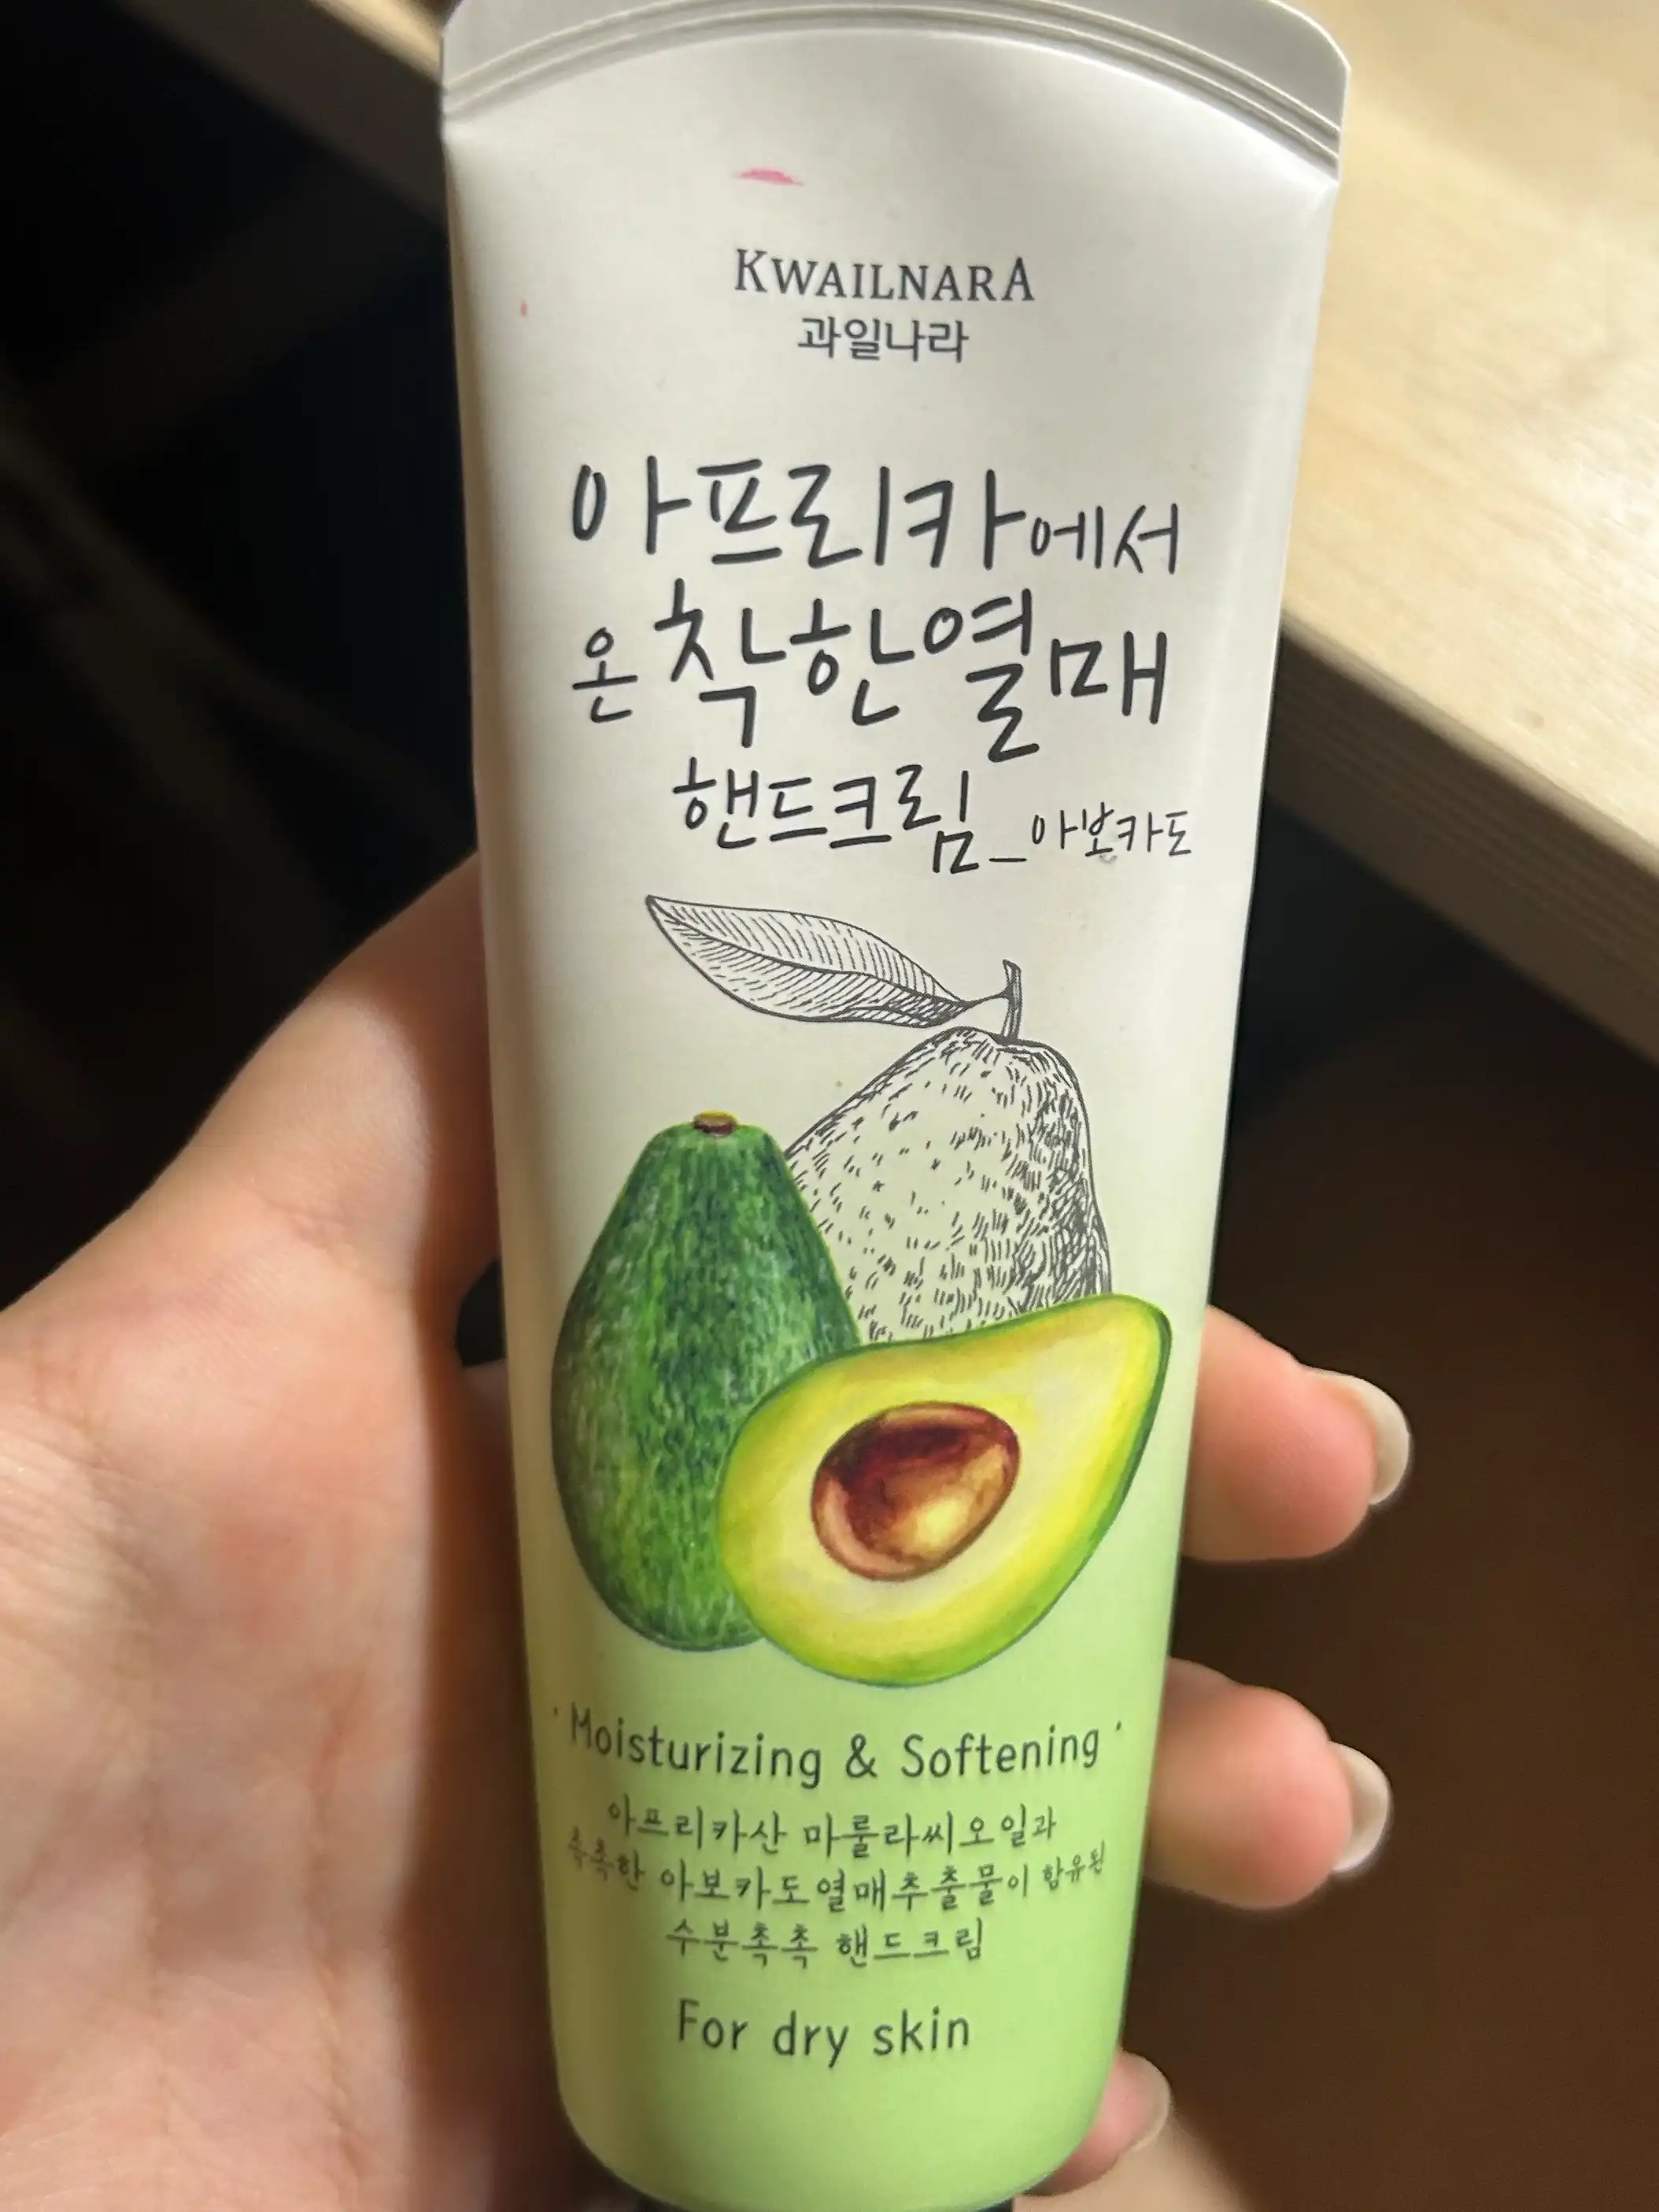 KWAILNARA
과일나라
아프리카에서
온 착한열매
핸드크림_아보카도
· Moisturizing & Softening ·
아프리카산 마룰라씨오일과
촉촉한 아보카도열매추출물이 함유된
수분촉촉 핸드크림
For dry skin